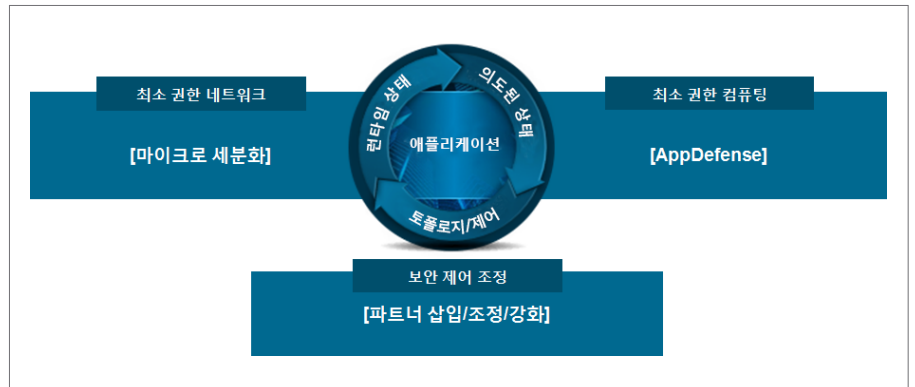 최소 권한 네트워크
[마이크로 세분화]
런타임 상태
의도된 상태
애플리케이션
토폴로지/제어
최소 권한 컴퓨팅
[AppDefense]
보안 제어 조정
[파트너 삽입/조정/강화]